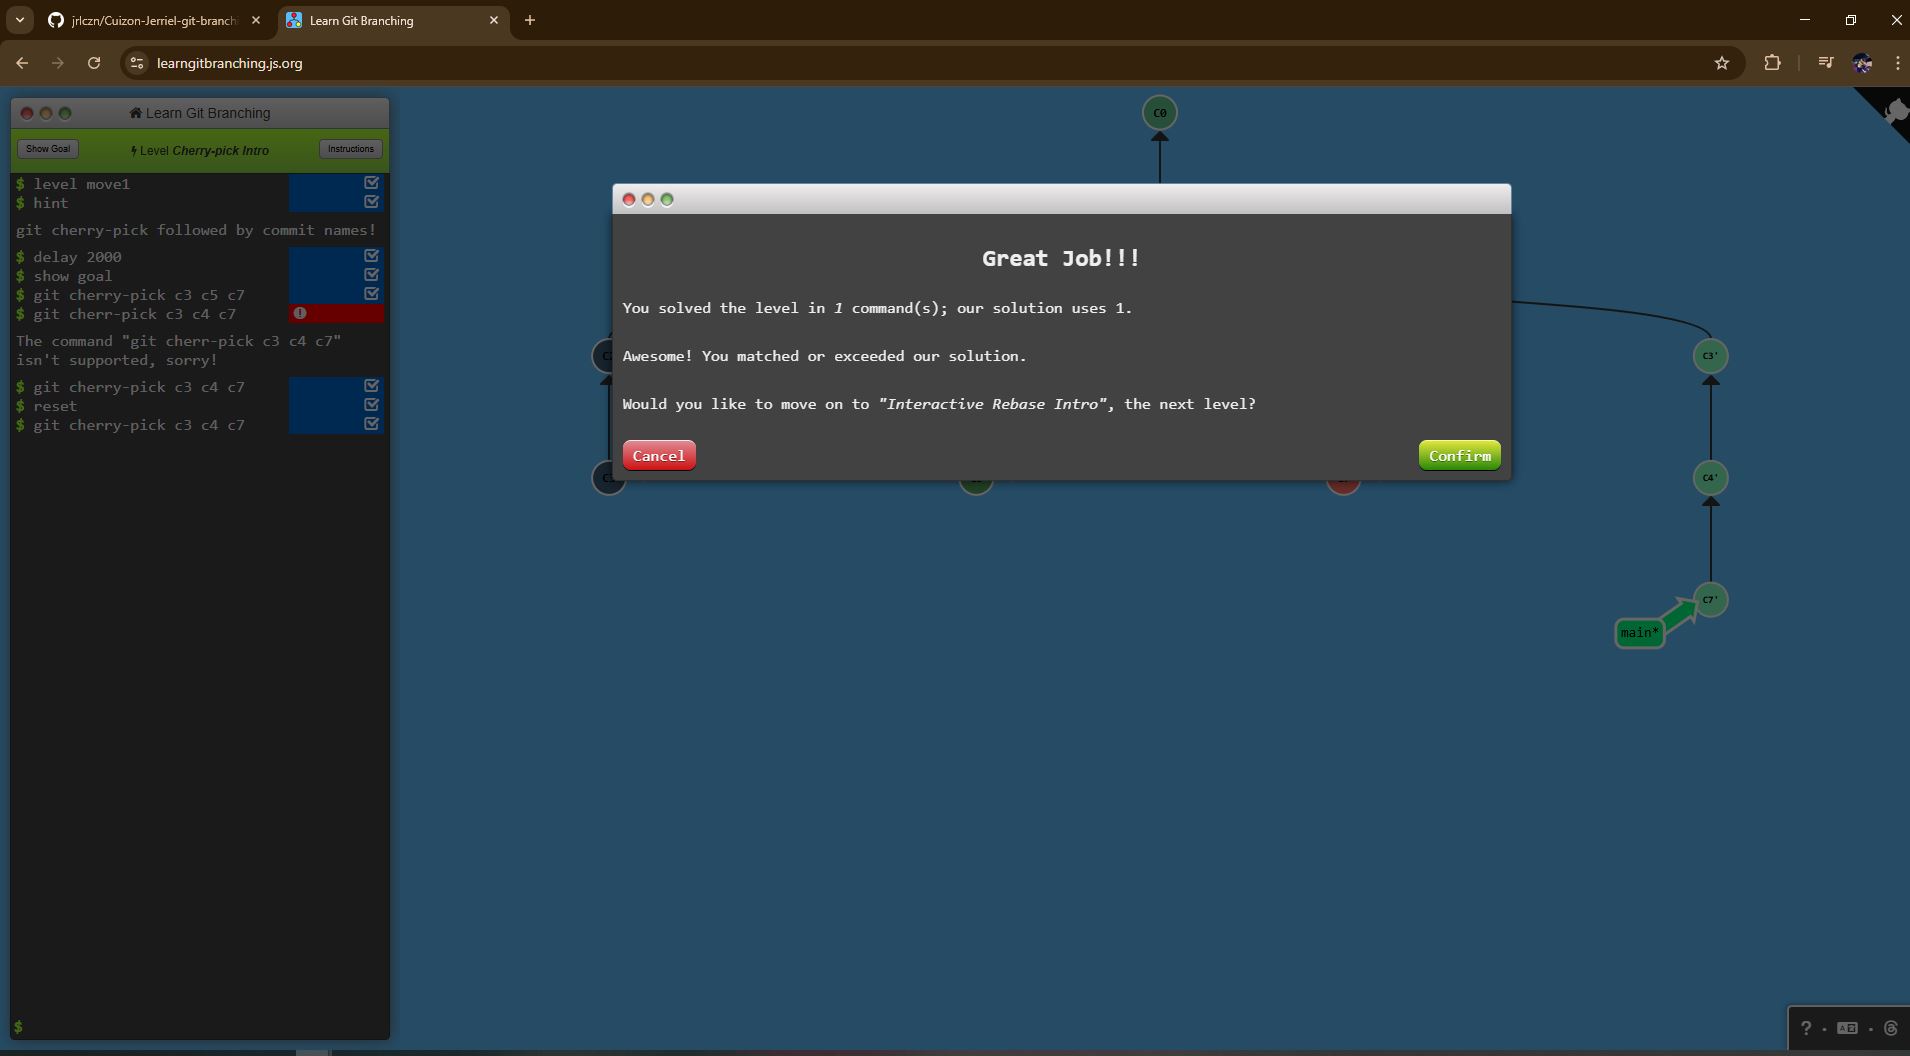 jrlczn/Cuizon-Jerriel-git-branch
Learn Git Branching
learngitbranching.js.org
Learn Git Branching
Show Goal
Level Cherry-pick Intro
Instructions
$ level move1
$ hint
git cherry-pick followed by commit names!
$ delay 2000
$ show goal
$ git cherry-pick c3 c5 c7
$ git cherr-pick c3 c4 c7
The command "git cherr-pick c3 c4 c7"
isn't supported, sorry!
$ git cherry-pick c3 c4 c7
$ reset
$ git cherry-pick c3 c4 c7
$
C0
Great Job!!!
You solved the level in 1 command(s); our solution uses 1.
Awesome! You matched or exceeded our solution.
Would you like to move on to "Interactive Rebase Intro", the next level?
Cancel
Confirm
C3'
C4'
C7'
main*